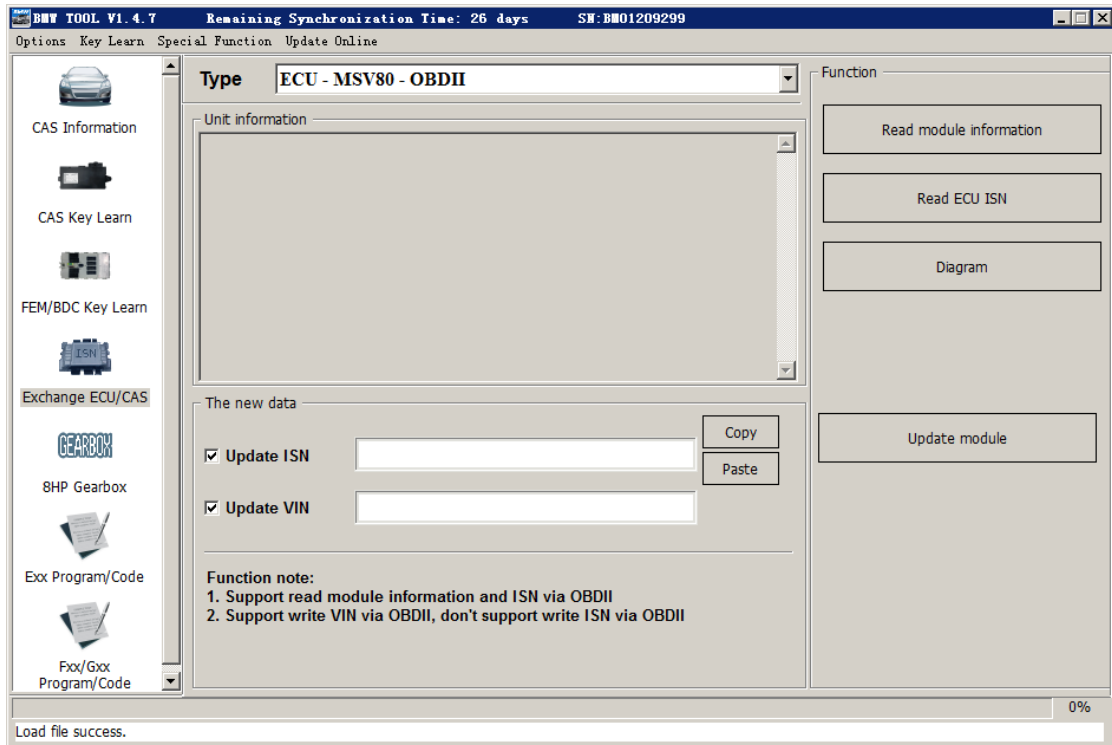 BMW TOOL V1.4.7 Remaining Synchronization Time: 26 days SN:BM01209299
Options Key Learn Special Function Update Online
CAS Information
CAS Key Learn
FEM/BDC Key Learn
ISN
Exchange ECU/CAS
GEARBOX
8HP Gearbox
Exx Program/Code
Fxx/Gxx
Program/Code
Type ECU - MSV80 - OBDII
Unit information
The new data
Update ISN
Copy
Paste
Update VIN
Function note:
1. Support read module information and ISN via OBDII
2. Support write VIN via OBDII, don't support write ISN via OBDII
Function
Read module information
Read ECU ISN
Diagram
Update module
0%
Load file success.